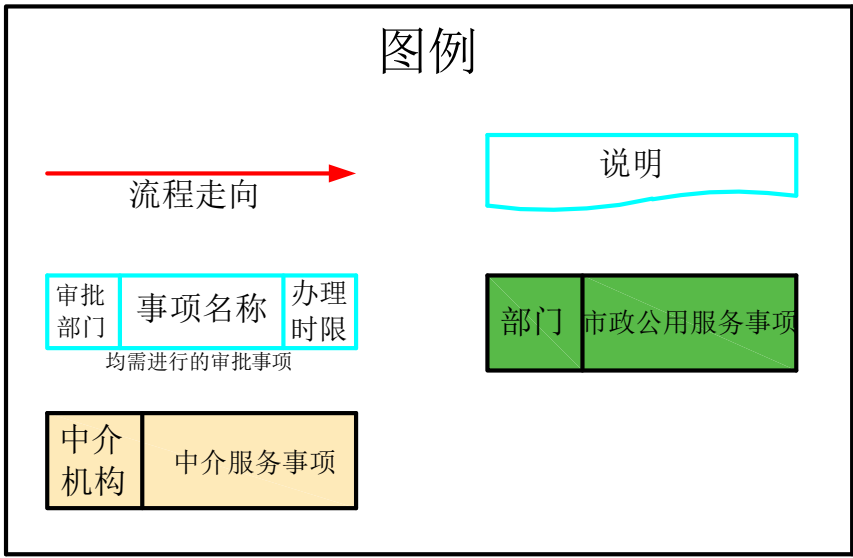 图例
流程走向
说明
审批
部门
事项名称
办理
时限
均需进行的审批事项
部门
市政公用服务事项
中介
机构
中介服务事项